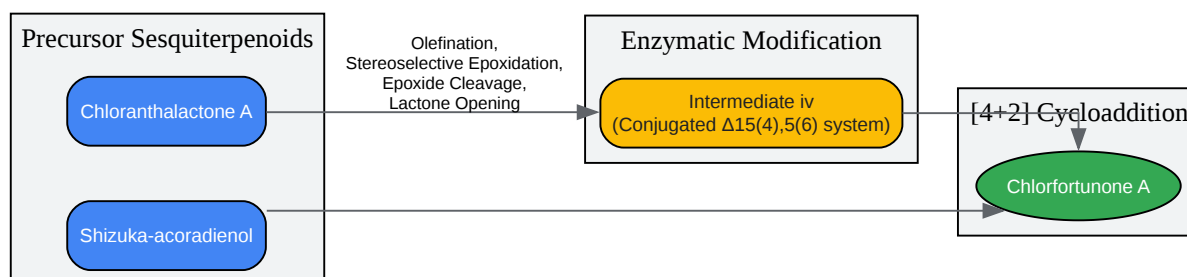 Precursor Sesquiterpenoids
Chloranthalactone A
Shizuka-acoradienol
Olefination,
Stereoselective Epoxidation,
Epoxide Cleavage,
Lactone Opening
Enzymatic Modification
Intermediate iv
(Conjugated Δ15(4),5(6) system)
[4+2] Cycloaddition
Chlorfortunone A